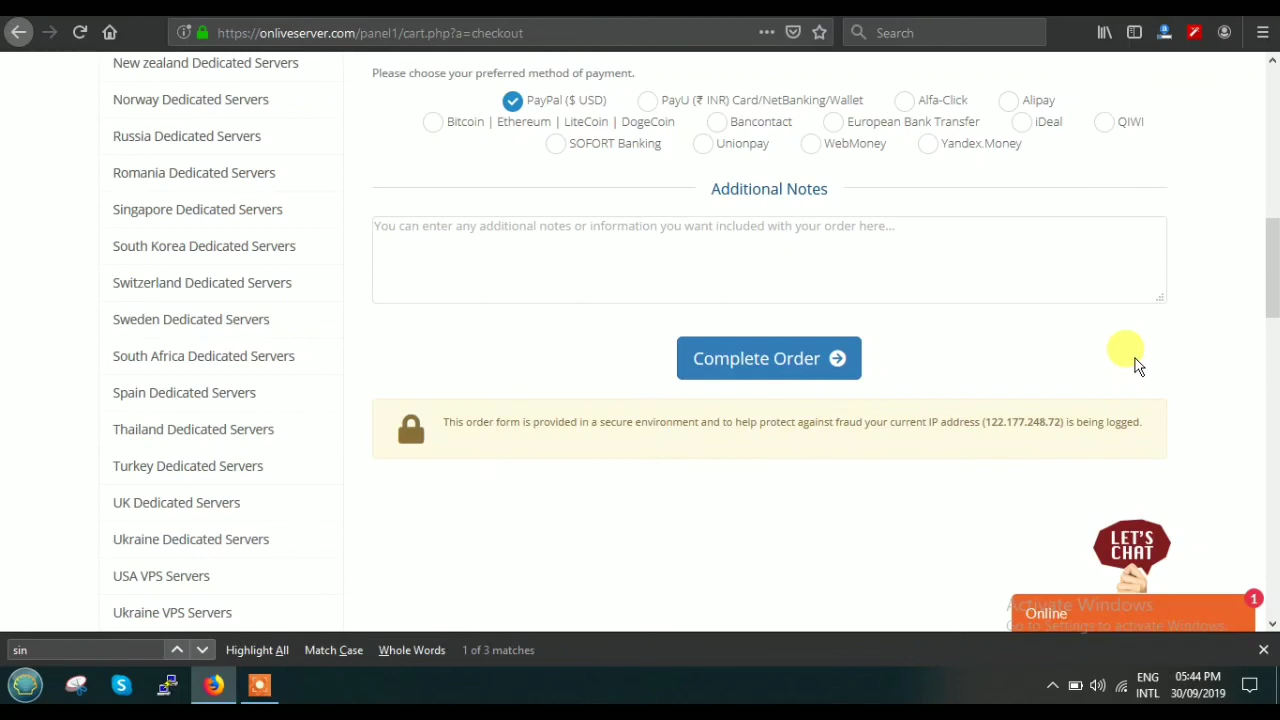 https://onliveserver.com/panel1/cart.php?a=checkout
Search
New zealand Dedicated Servers
Norway Dedicated Servers
Russia Dedicated Servers
Romania Dedicated Servers
Singapore Dedicated Servers
South Korea Dedicated Servers
Switzerland Dedicated Servers
Sweden Dedicated Servers
South Africa Dedicated Servers
Spain Dedicated Servers
Thailand Dedicated Servers
Turkey Dedicated Servers
UK Dedicated Servers
Ukraine Dedicated Servers
USA VPS Servers
Ukraine VPS Servers
Please choose your preferred method of payment.
PayPal ($ USD) PayU (₹ INR) Card/NetBanking/Wallet Alfa-Click Alipay
Bitcoin | Ethereum | LiteCoin | DogeCoin Bancontact European Bank Transfer iDeal QIWI
SOFORT Banking Unionpay WebMoney Yandex.Money
Additional Notes
You can enter any additional notes or information you want included with your order here...
Complete Order
This order form is provided in a secure environment and to help protect against fraud your current IP address (122.177.248.72) is being logged.
LET'S
CHAT
1
Online
Activate Windows
Go to Settings to activate Windows.
sin Highlight All Match Case Whole Words 1 of 3 matches
ENG
INTL
05:44 PM
30/09/2019